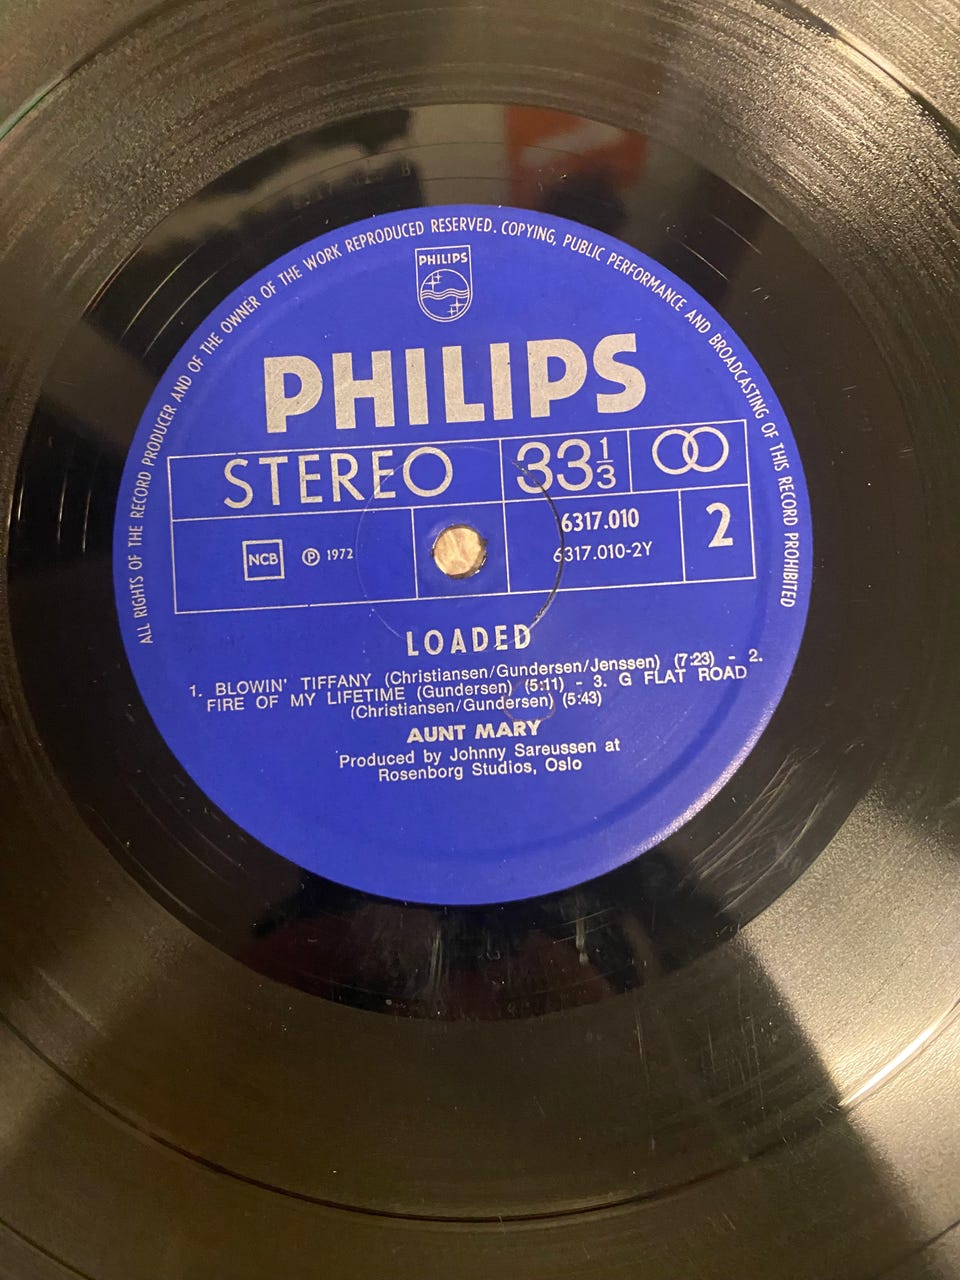 ALL RIGHTS OF THE RECORD PRODUCER AND OF THE OWNER OF THE WORK REPRODUCED RESERVED. COPYING, PUBLIC PERFORMANCE AND BROADCASTING OF THIS RECORD PROHIBITED
PHILIPS
PHILIPS
STEREO 33 1/3
NCB ℗ 1972
6317.010
6317.010-2Y
2
LOADED
1. BLOWIN' TIFFANY (Christiansen/Gundersen/Jenssen) (7:23) - 2.
FIRE OF MY LIFETIME (Gundersen) (5:11) - 3. G FLAT ROAD
(Christiansen/Gundersen) (5:43)
AUNT MARY
Produced by Johnny Sareussen at
Rosenborg Studios, Oslo